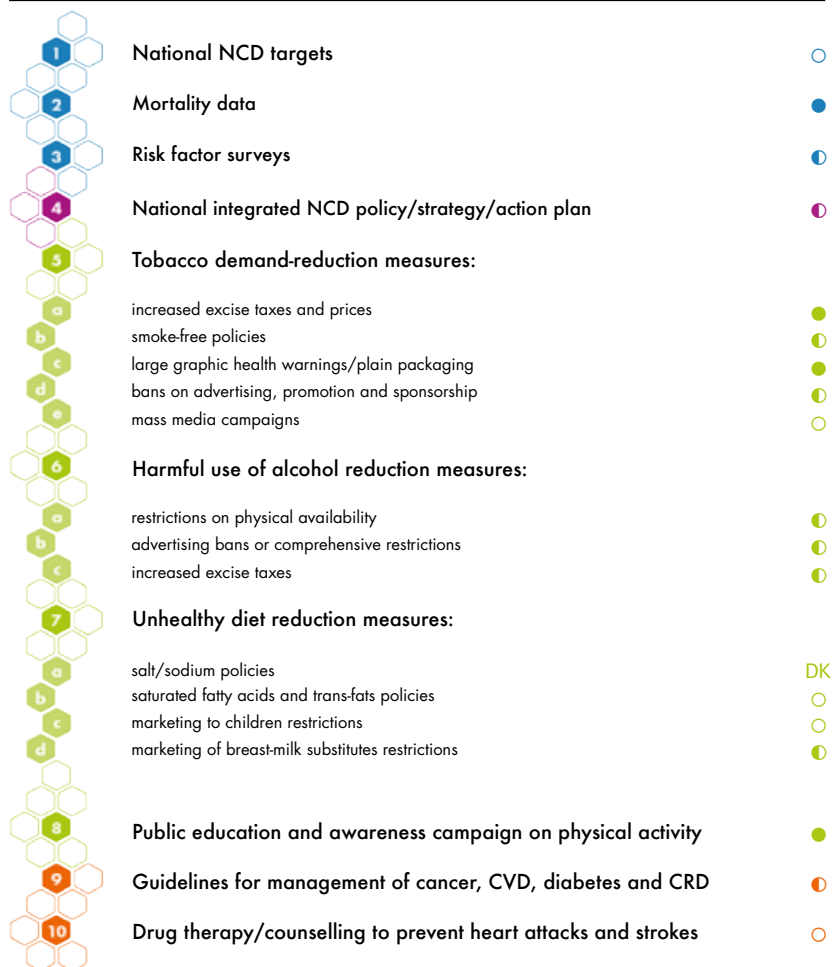 1 National NCD targets ○
2 Mortality data ●
3 Risk factor surveys ◐
4 National integrated NCD policy/strategy/action plan ◐
5 Tobacco demand-reduction measures:
a increased excise taxes and prices ●
b smoke-free policies ◐
c large graphic health warnings/plain packaging ●
d bans on advertising, promotion and sponsorship ◐
e mass media campaigns ○
6 Harmful use of alcohol reduction measures:
a restrictions on physical availability ◐
b advertising bans or comprehensive restrictions ◐
c increased excise taxes ◐
7 Unhealthy diet reduction measures:
a salt/sodium policies DK
b saturated fatty acids and trans-fats policies ○
c marketing to children restrictions ○
d marketing of breast-milk substitutes restrictions ◐
8 Public education and awareness campaign on physical activity ●
9 Guidelines for management of cancer, CVD, diabetes and CRD ◐
10 Drug therapy/counselling to prevent heart attacks and strokes ○